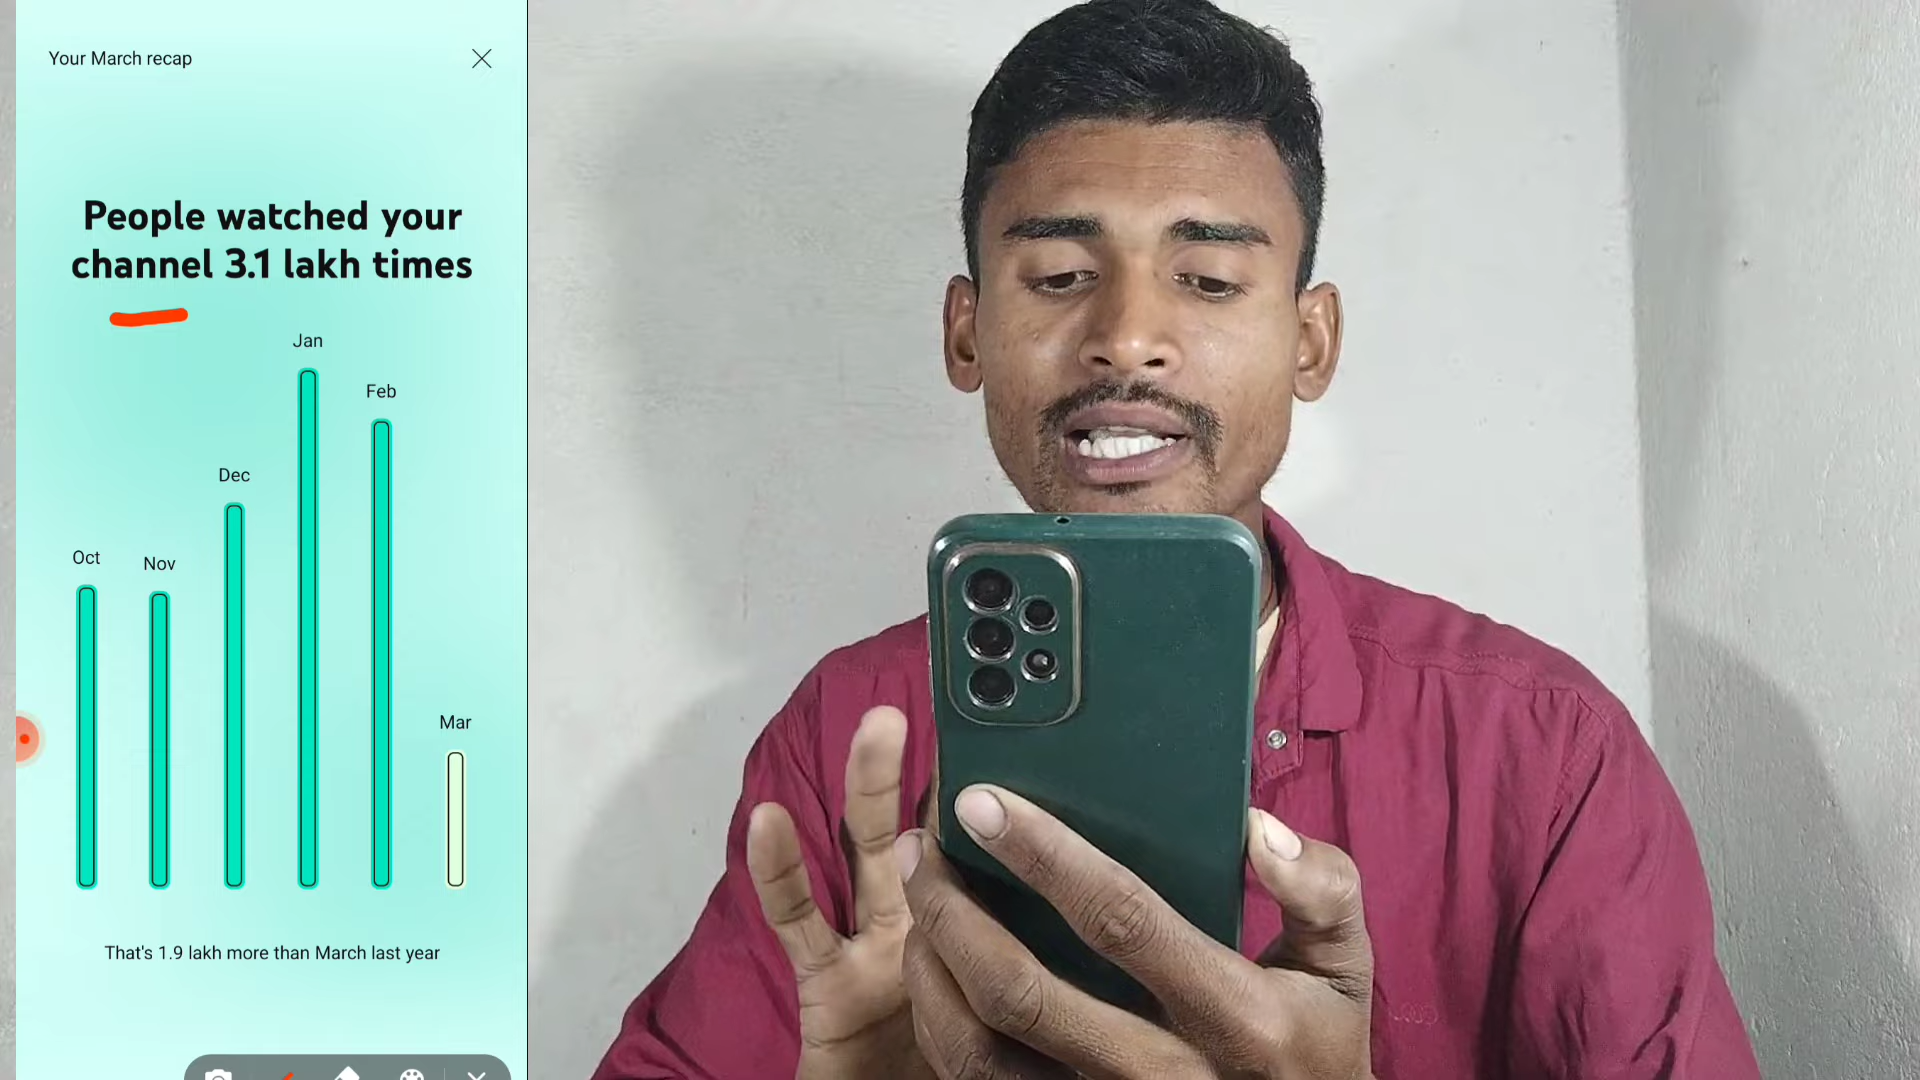 Your March recap
People watched your
channel 3.1 lakh times
Jan
Feb
Dec
Oct
Nov
Mar
That's 1.9 lakh more than March last year